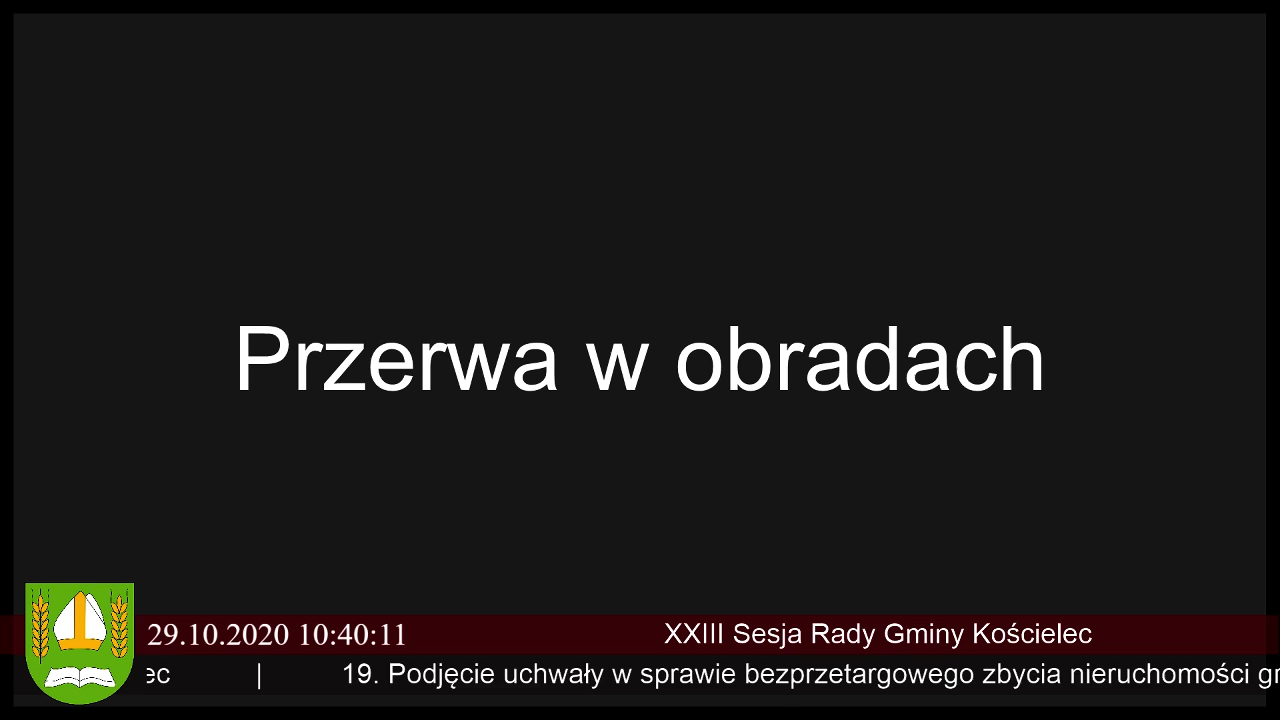 Przerwa w obradach
29.10.2020 10:40:11
XXIII Sesja Rady Gminy Kościelec
ec | 19. Podjęcie uchwały w sprawie bezprzetargowego zbycia nieruchomości gr